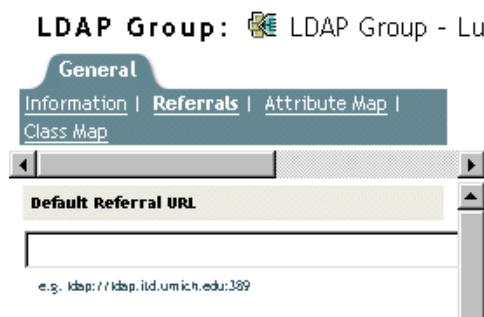 LDAP Group: LDAP Group - Lu
General
Information | Referrals | Attribute Map |
Class Map
Default Referral URL
e.g. ldap://ldap.itd.umich.edu:389